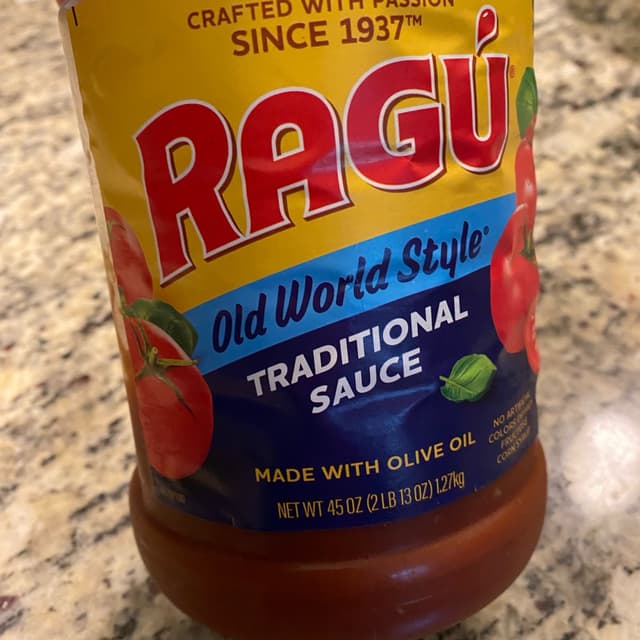 CRAFTED WITH PASSION
SINCE 1937™
RAGÚ®
Old World Style®
TRADITIONAL
SAUCE
MADE WITH OLIVE OIL
NET WT 45 OZ (2 LB 13 OZ) 1.27kg
NO